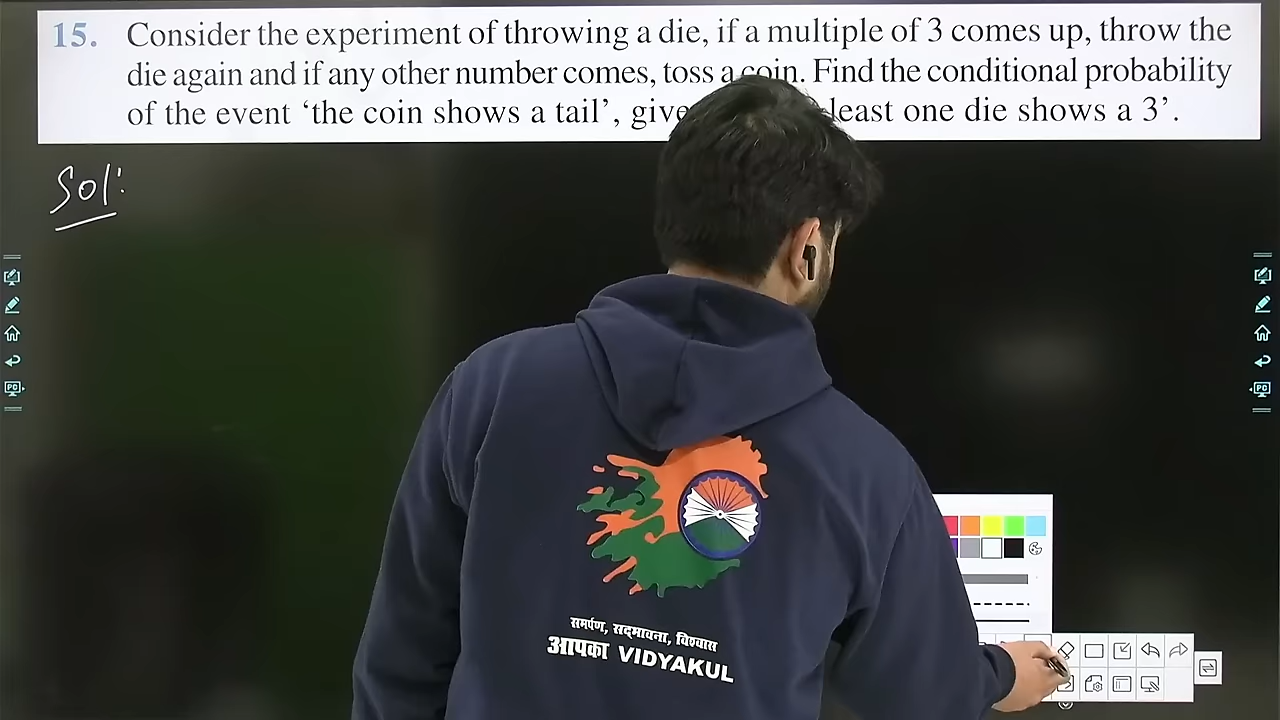 15. Consider the experiment of throwing a die, if a multiple of 3 comes up, throw the
die again and if any other number comes, toss a coin. Find the conditional probability
of the event ‘the coin shows a tail’, give least one die shows a 3’.
Sol:
PC
PC
समर्पण, सद्भावना, विश्वास
आपका VIDYAKUL